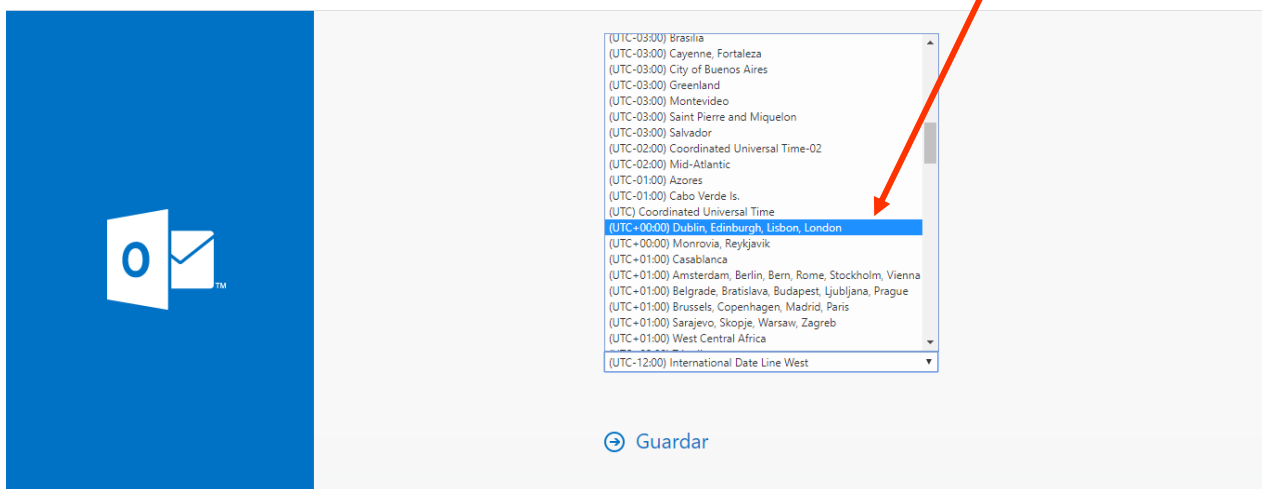 (UTC-03:00) Brasilia
(UTC-03:00) Cayenne, Fortaleza
(UTC-03:00) City of Buenos Aires
(UTC-03:00) Greenland
(UTC-03:00) Montevideo
(UTC-03:00) Saint Pierre and Miquelon
(UTC-03:00) Salvador
(UTC-02:00) Coordinated Universal Time-02
(UTC-02:00) Mid-Atlantic
(UTC-01:00) Azores
(UTC-01:00) Cabo Verde Is.
(UTC) Coordinated Universal Time
(UTC+00:00) Dublin, Edinburgh, Lisbon, London
(UTC+00:00) Monrovia, Reykjavik
(UTC+01:00) Casablanca
(UTC+01:00) Amsterdam, Berlin, Bern, Rome, Stockholm, Vienna
(UTC+01:00) Belgrade, Bratislava, Budapest, Ljubljana, Prague
(UTC+01:00) Brussels, Copenhagen, Madrid, Paris
(UTC+01:00) Sarajevo, Skopje, Warsaw, Zagreb
(UTC+01:00) West Central Africa
(UTC-12:00) International Date Line West
O
TM
Guardar